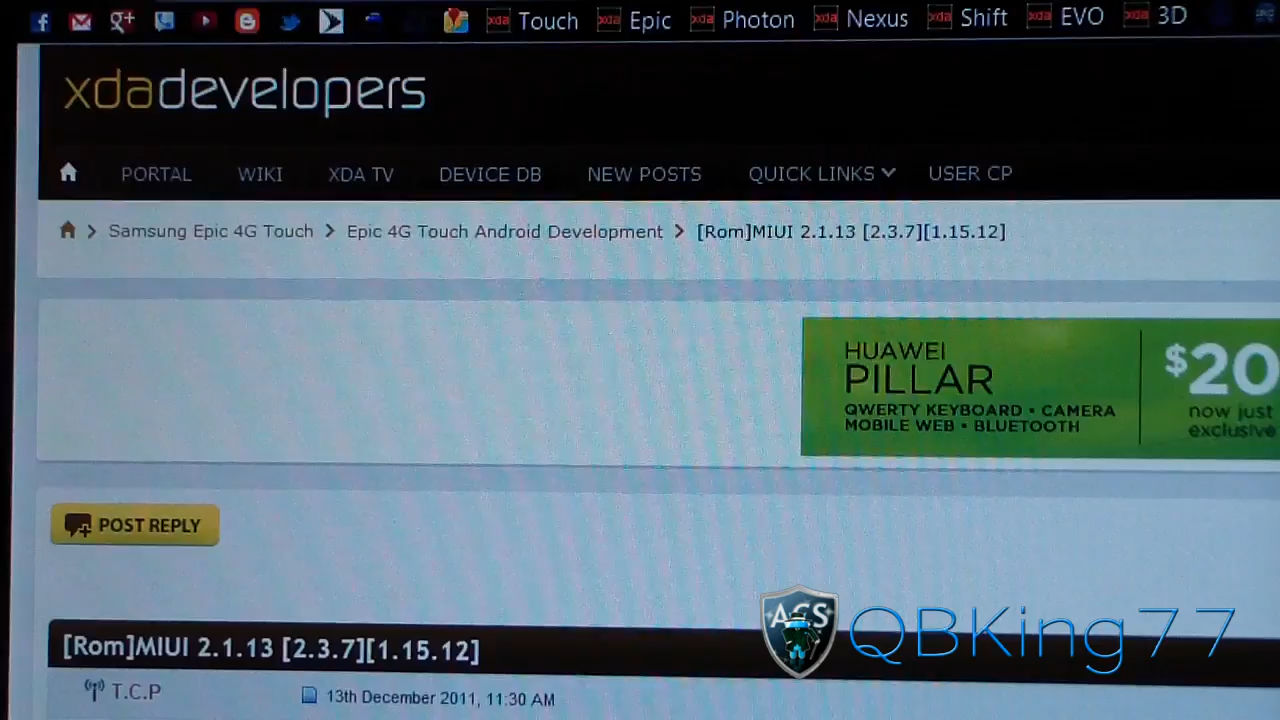 Touch Epic Photon Nexus Shift EVO 3D
xdadevelopers
PORTAL WIKI XDA TV DEVICE DB NEW POSTS QUICK LINKS USER CP
Samsung Epic 4G Touch > Epic 4G Touch Android Development > [Rom]MIUI 2.1.13 [2.3.7][1.15.12]
HUAWEI
PILLAR
QWERTY KEYBOARD • CAMERA
MOBILE WEB • BLUETOOTH
$20
now just
exclusive
POST REPLY
ACS
QBKing77
[Rom]MIUI 2.1.13 [2.3.7][1.15.12]
T.C.P 13th December 2011, 11:30 AM